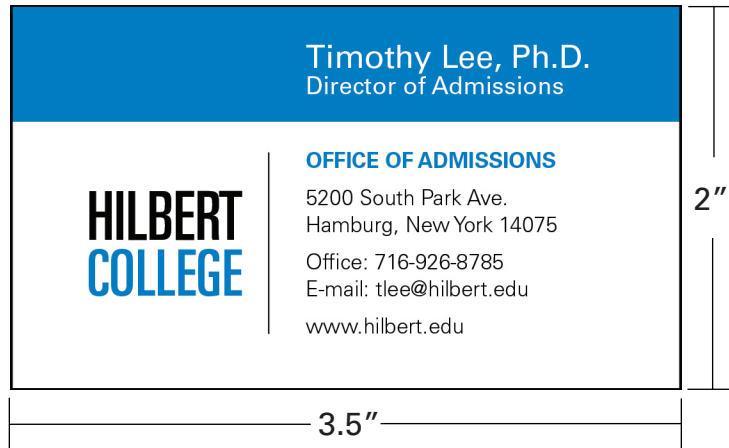 Timothy Lee, Ph.D.
Director of Admissions
OFFICE OF ADMISSIONS
5200 South Park Ave.
Hamburg, New York 14075
Office: 716-926-8785
E-mail: tlee@hilbert.edu
www.hilbert.edu
HILBERT
COLLEGE
2”
3.5”